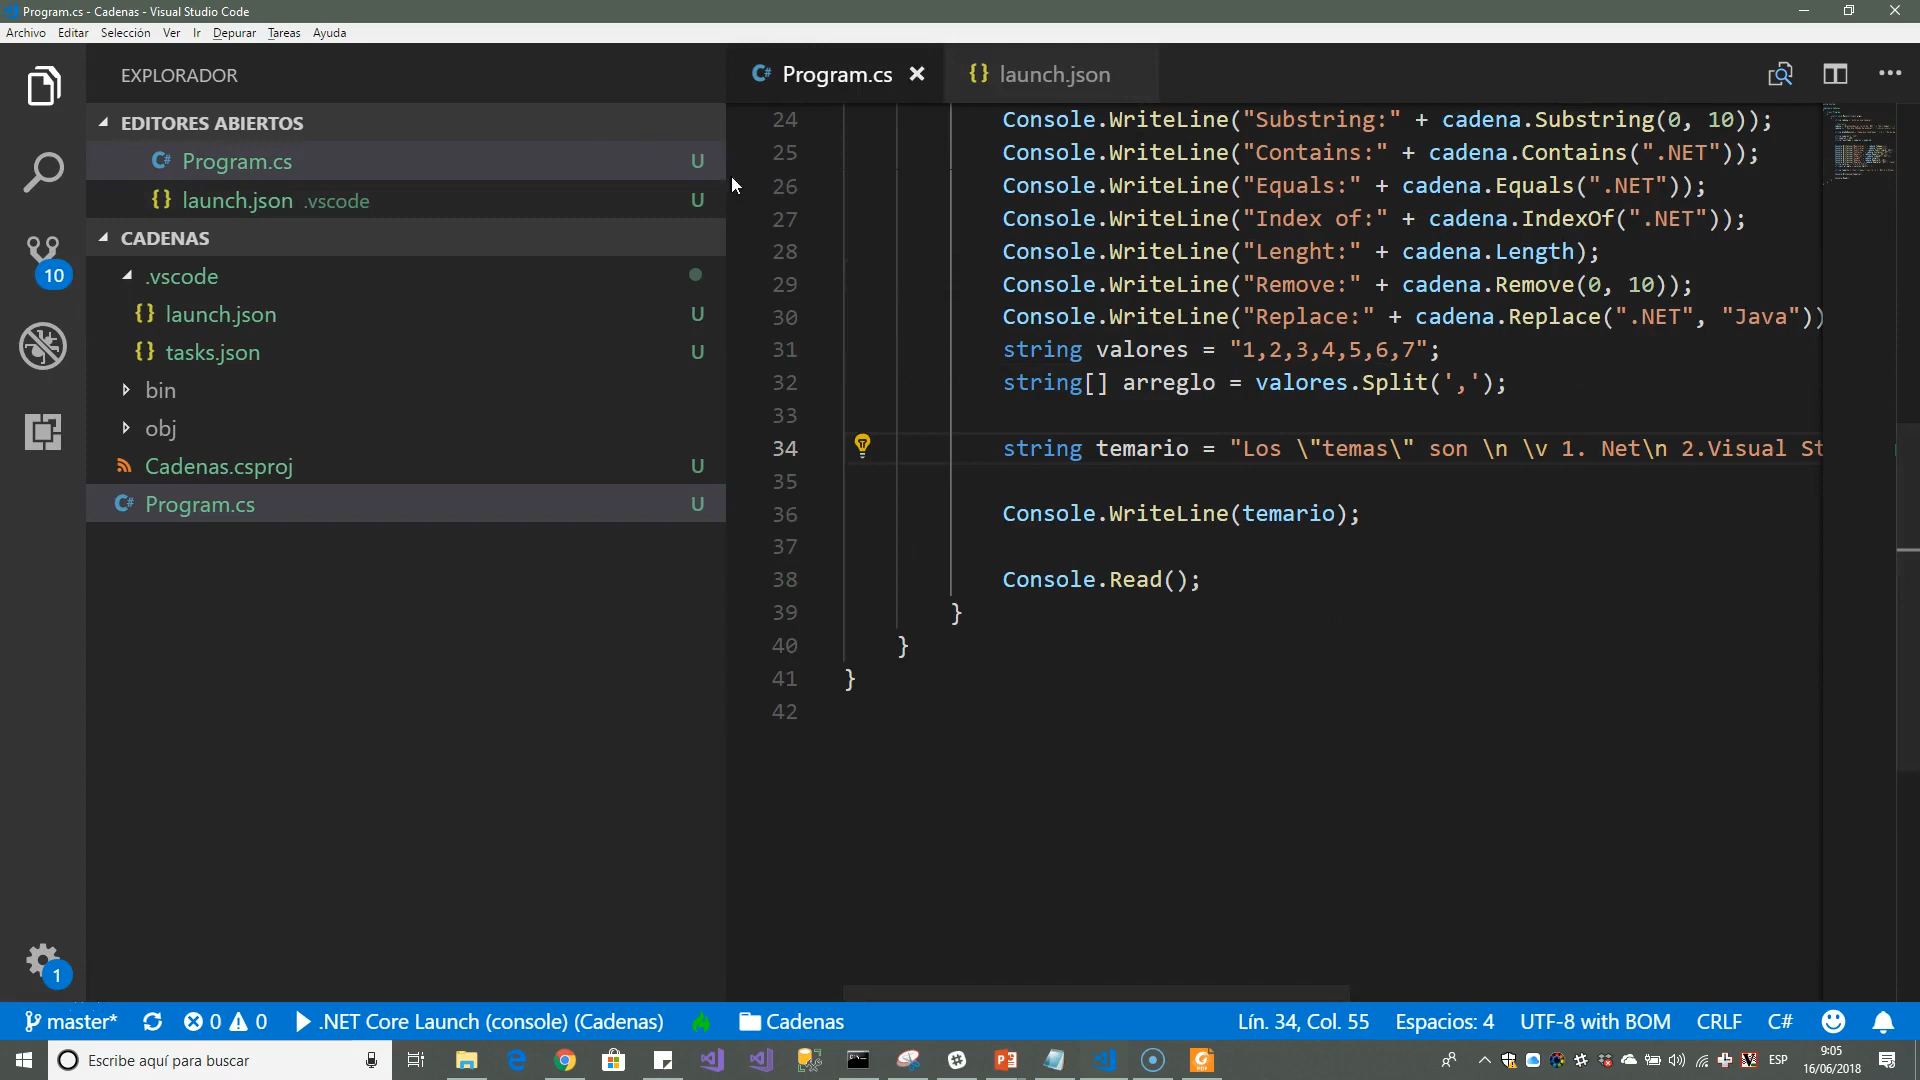 Program.cs - Cadenas - Visual Studio Code
Archivo Editar Selección Ver Ir Depurar Tareas Ayuda
EXPLORADOR
EDITORES ABIERTOS
Program.cs U
launch.json .vscode U
CADENAS
.vscode
launch.json U
tasks.json U
bin
obj
Cadenas.csproj U
Program.cs U
10
1
Program.cs launch.json
24 Console.WriteLine("Substring:" + cadena.Substring(0, 10));
25 Console.WriteLine("Contains:" + cadena.Contains(".NET"));
26 Console.WriteLine("Equals:" + cadena.Equals(".NET"));
27 Console.WriteLine("Index of:" + cadena.IndexOf(".NET"));
28 Console.WriteLine("Lenght:" + cadena.Length);
29 Console.WriteLine("Remove:" + cadena.Remove(0, 10));
30 Console.WriteLine("Replace:" + cadena.Replace(".NET", "Java"))
31 string valores = "1,2,3,4,5,6,7";
32 string[] arreglo = valores.Split(',');
33
34 string temario = "Los \"temas\" son \n \v 1. Net\n 2.Visual St
35
36 Console.WriteLine(temario);
37
38 Console.Read();
39 }
40 }
41 }
42
master* 0 0 .NET Core Launch (console) (Cadenas) Cadenas Lín. 34, Col. 55 Espacios: 4 UTF-8 with BOM CRLF C#
Escribe aquí para buscar
ESP
9:05
16/06/2018